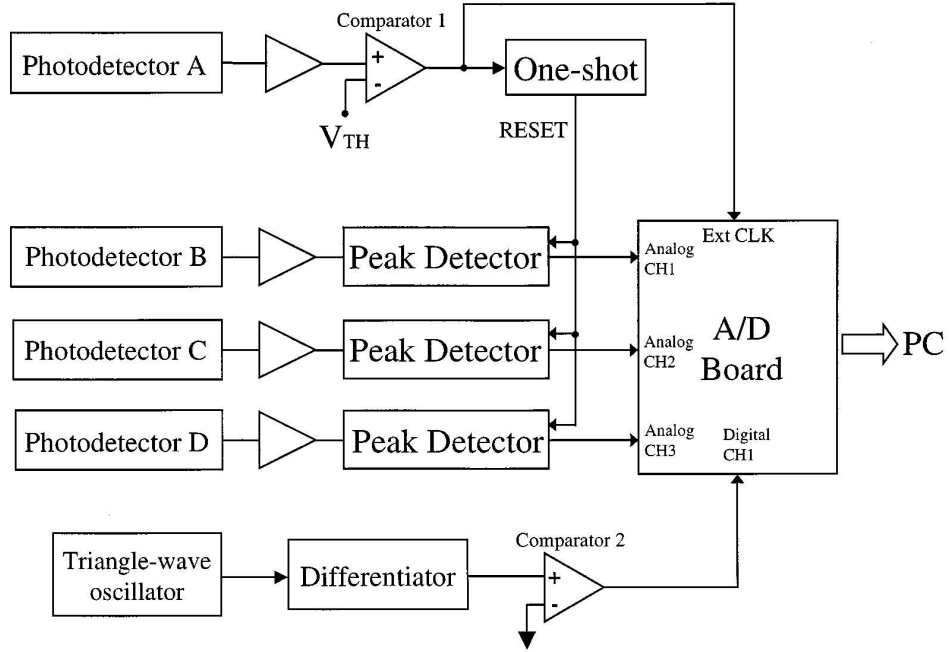 Comparator 1
Photodetector A
+
-
One-shot
VTH
RESET
Photodetector B
Peak Detector
Analog
CH1
Ext CLK
Photodetector C
Peak Detector
Analog
CH2
A/D
Board
PC
Photodetector D
Peak Detector
Analog
CH3
Digital
CH1
Triangle-wave
oscillator
Differentiator
Comparator 2
+
-